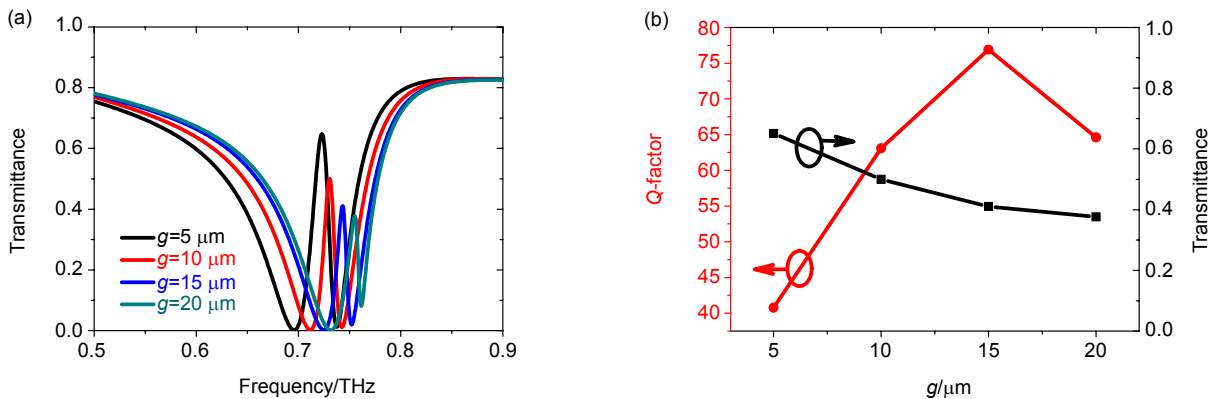 (a)
1.0
0.8
0.6
0.4
0.2
0.0
Transmittance
g=5 μm
g=10 μm
g=15 μm
g=20 μm
0.5
0.6
0.7
0.8
0.9
Frequency/THz
(b)
80
75
70
65
60
55
50
45
40
Q-factor
1.0
0.8
0.6
0.4
0.2
0.0
Transmittance
5
10
15
20
g/μm